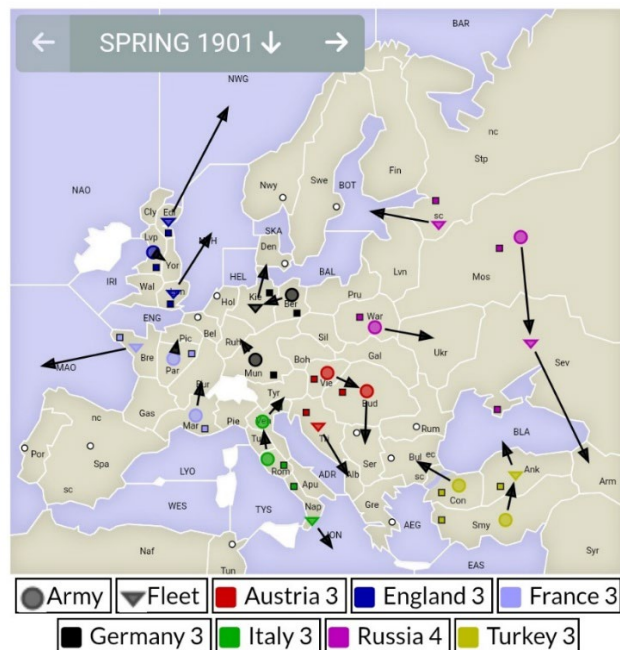 ← SPRING 1901 ↓ →
BAR
NWG
nc
Stp
Fin
NAO
Swe
BOT
Nwy
Cly
Edi
sc
SKA
Lvp
Den
Mos
Yor
HEL
BAL
Lvn
IRI
Wal
Kie
Hol
Ber
Pru
War
ENG
Bel
Sil
Ukr
Pic
Ruh
Gal
MAO
Bre
Boh
Sev
Par
Mun
Vie
Bur
Tyr
Bud
Gas
nc
Mar
Pie
Ven
Tri
Rum
BLA
Por
Spa
LYO
Rom
ADR
Ser
Bul
ec
sc
Ank
Apu
Alb
Con
Arm
sc
WES
TYS
Nap
Gre
Smy
ION
AEG
Naf
Tun
EAS
Syr
Army Fleet Austria 3 England 3 France 3
Germany 3 Italy 3 Russia 4 Turkey 3